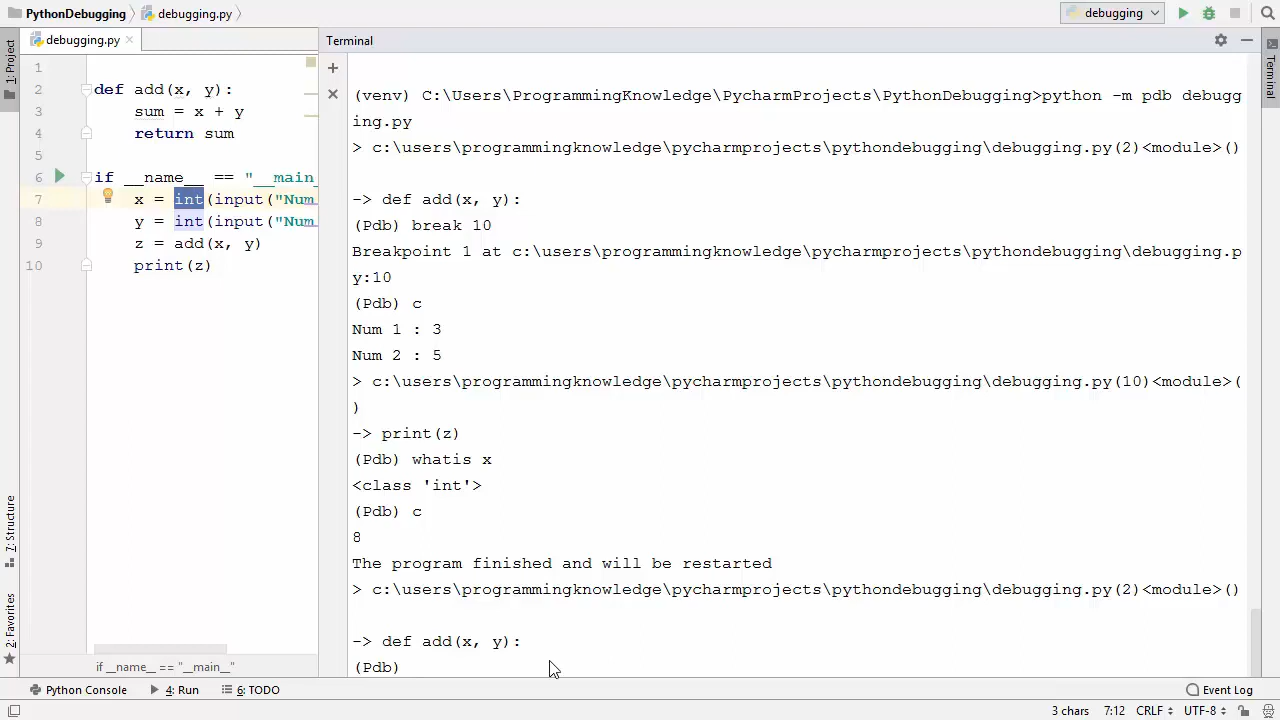 PythonDebugging debugging.py debugging
debugging.py
Terminal
1: Project
Terminal
1
2 def add(x, y):
3 sum = x + y
4 return sum
5
6 if __name__ == "__main_
7 x = int(input("Num
8 y = int(input("Num
9 z = add(x, y)
10 print(z)
if __name__ == "__main__"
(venv) C:\Users\ProgrammingKnowledge\PycharmProjects\PythonDebugging>python -m pdb debugg
ing.py
> c:\users\programmingknowledge\pycharmprojects\pythondebugging\debugging.py(2)<module>()
-> def add(x, y):
(Pdb) break 10
Breakpoint 1 at c:\users\programmingknowledge\pycharmprojects\pythondebugging\debugging.p
y:10
(Pdb) c
Num 1 : 3
Num 2 : 5
> c:\users\programmingknowledge\pycharmprojects\pythondebugging\debugging.py(10)<module>(
)
-> print(z)
(Pdb) whatis x
<class 'int'>
(Pdb) c
8
The program finished and will be restarted
> c:\users\programmingknowledge\pycharmprojects\pythondebugging\debugging.py(2)<module>()
-> def add(x, y):
(Pdb)
7: Structure
2: Favorites
Python Console 4: Run 6: TODO Event Log
3 chars 7:12 CRLF UTF-8